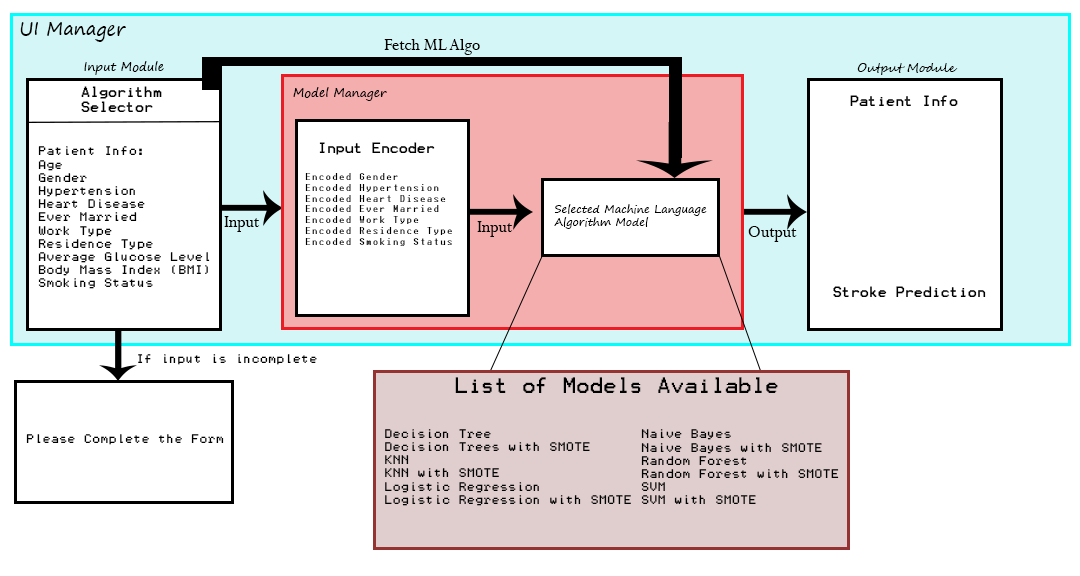 UI Manager
Fetch ML Algo
Input Module
Output Module
Algorithm
Selector
Patient Info:
Age
Gender
Hypertension
Heart Disease
Ever Married
Work Type
Residence Type
Average Glucose Level
Body Mass Index (BMI)
Smoking Status
Input
Model Manager
Input Encoder
Encoded Gender
Encoded Hypertension
Encoded Heart Disease
Encoded Ever Married
Encoded Work Type
Encoded Residence Type
Encoded Smoking Status
Input
Selected Machine Language
Algorithm Model
Output
Patient Info
Stroke Prediction
If input is incomplete
Please Complete the Form
List of Models Available
Decision Tree
Decision Trees with SMOTE
KNN
KNN with SMOTE
Logistic Regression
Logistic Regression with SMOTE
Naive Bayes
Naive Bayes with SMOTE
Random Forest
Random Forest with SMOTE
SVM
SVM with SMOTE